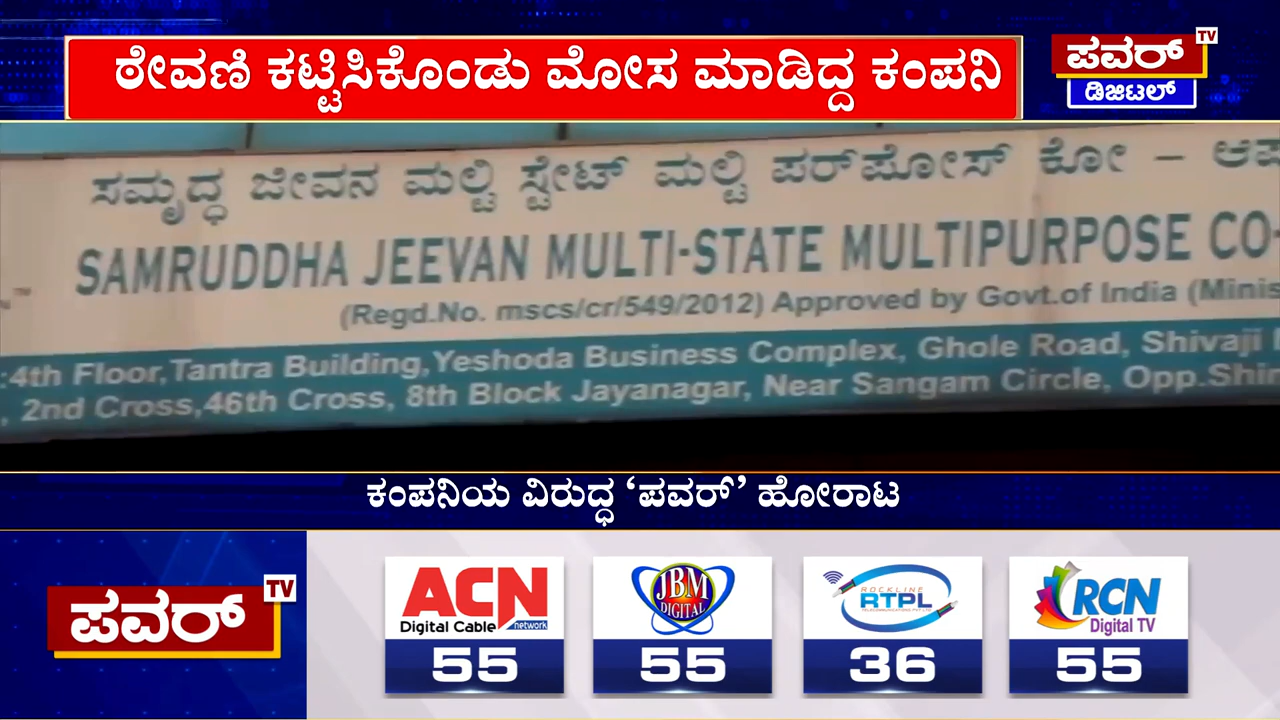 ಠೇವಣಿ ಕಟ್ಟಿಸಿಕೊಂಡು ಮೋಸ ಮಾಡಿದ್ದ ಕಂಪನಿ
ಪವರ್ TV
ಡಿಜಿಟಲ್
ಸಮೃದ್ಧ ಜೀವನ ಮಲ್ಟಿ ಸ್ಟೇಟ್ ಮಲ್ಟಿ ಪರ್‌ಪೋಸ್ ಕೋ -
SAMRUDDHA JEEVAN MULTI-STATE MULTIPURPOSE CO-
(Regd.No. mscs/cr/549/2012) Approved by Govt.of India
:4th Floor,Tantra Building,Yeshoda Business Complex, Ghole Road, Shivaji
, 2nd Cross,46th Cross, 8th Block Jayanagar, Near Sangam Circle,
ಕಂಪನಿಯ ವಿರುದ್ಧ ‘ಪವರ್’ ಹೋರಾಟ
ಪವರ್ TV
ACN
Digital Cable network
55
JBM
DIGITAL
55
ROCKLINE
RTPL
36
RCN
Digital TV
55